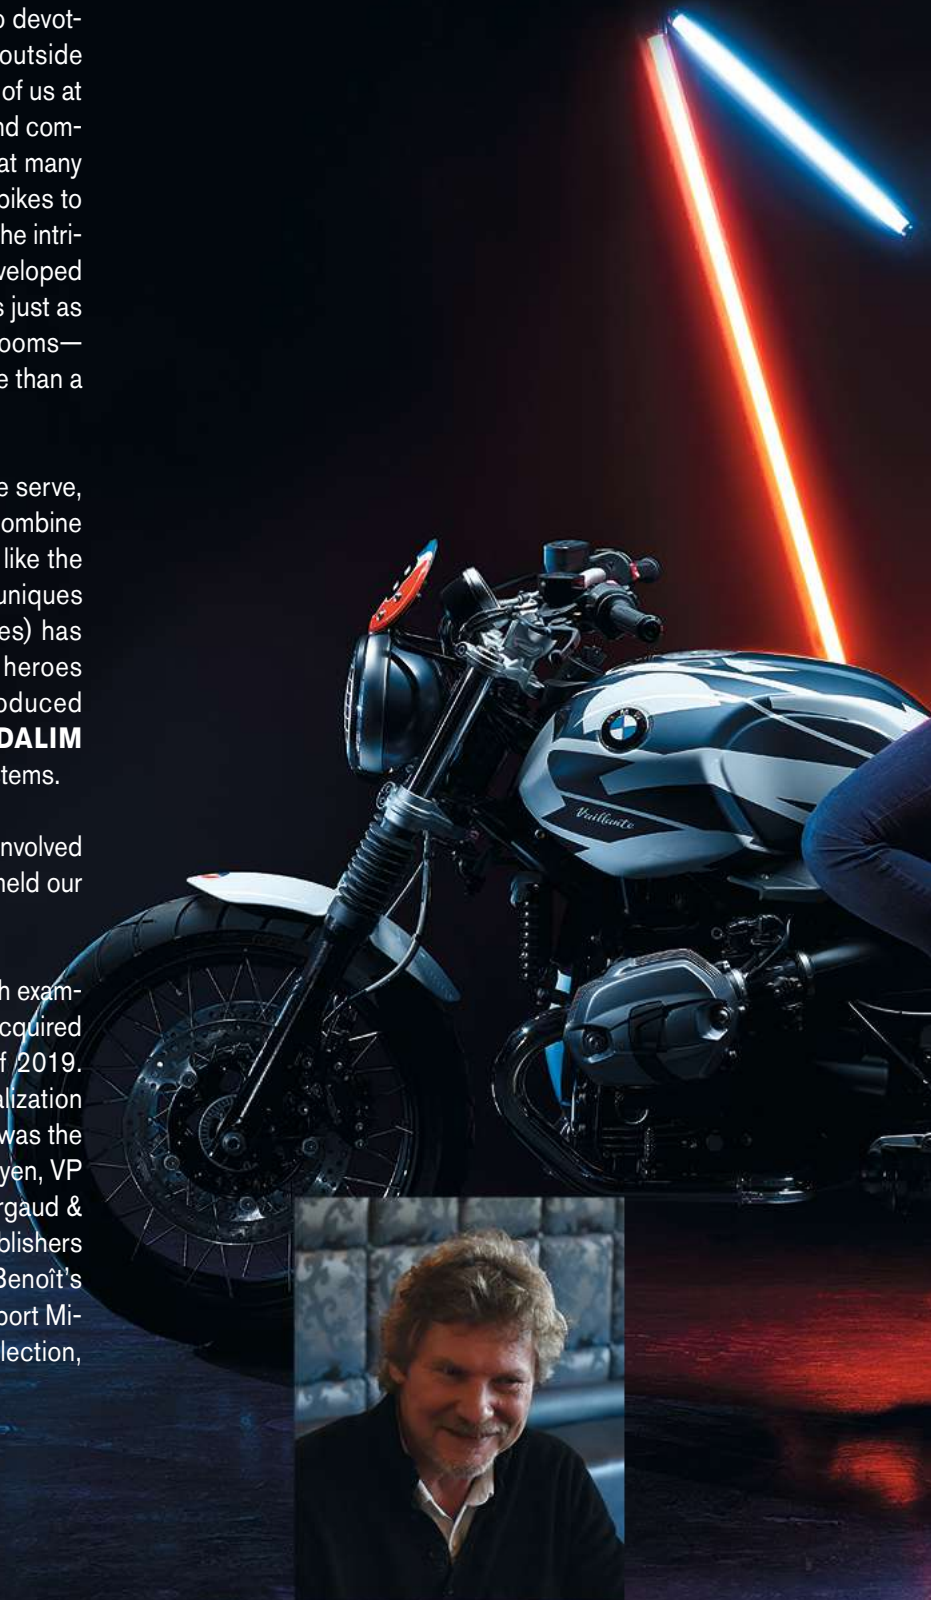 o devot-
outside
of us at
nd com-
at many
bikes to
he intri-
veloped
s just as
ooms—
e than a
e serve,
ombine
like the
uniques
es) has
heroes
oduced
DALIM
tems.
nvolved
held our
h exam-
cquired
f 2019.
alization
was the
yen, VP
rgaud &
blishers
Benoît's
port Mi-
lection,
BMW
Vaillante